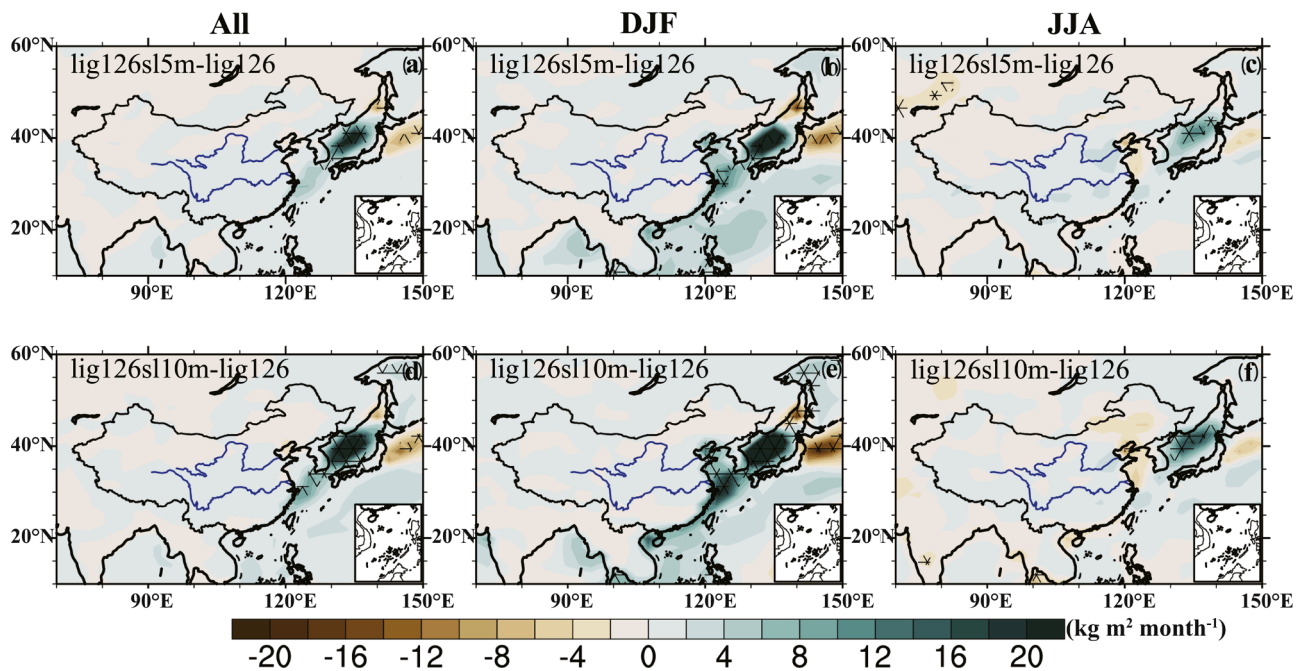 All DJF JJA
60°N 60°N 60°N
lig126sl5m-lig126 (a) lig126sl5m-lig126 (b) lig126sl5m-lig126 (c)
40°N 40°N 40°N
20°N 20°N 20°N
90°E 120°E 150°E 90°E 120°E 150°E 90°E 120°E 150°E
60°N 60°N 60°N
lig126sl10m-lig126 (d) lig126sl10m-lig126 (e) lig126sl10m-lig126 (f)
40°N 40°N 40°N
20°N 20°N 20°N
90°E 120°E 150°E 90°E 120°E 150°E 90°E 120°E 150°E
(kg m² month⁻¹)
-20 -16 -12 -8 -4 0 4 8 12 16 20